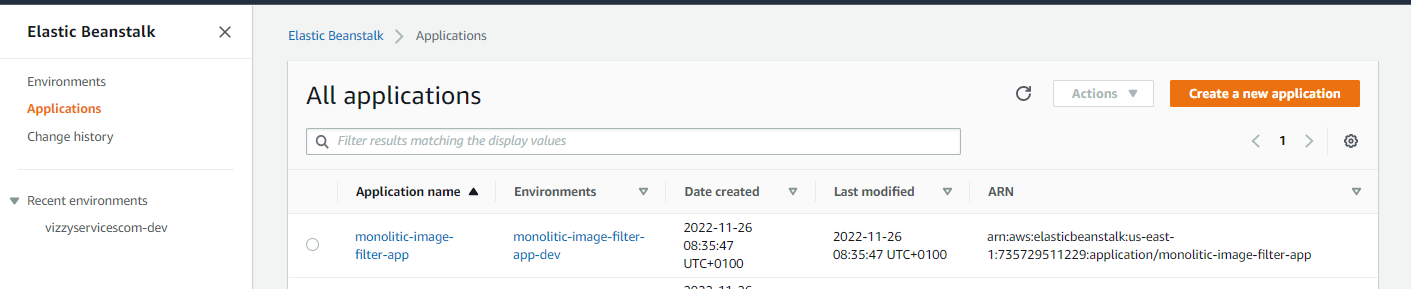 Elastic Beanstalk
Environments
Applications
Change history
Recent environments
vizzyservicescom-dev
Elastic Beanstalk
Applications
All applications
Actions
Create a new application
Filter results matching the display values
1
Application name
Environments
Date created
Last modified
ARN
monolitic-image-
filter-app
monolitic-image-filter-
app-dev
2022-11-26
08:35:47
UTC+0100
2022-11-26
08:35:47 UTC+0100
arn:aws:elasticbeanstalk:us-east-
1:735729511229:application/monolitic-image-filter-app